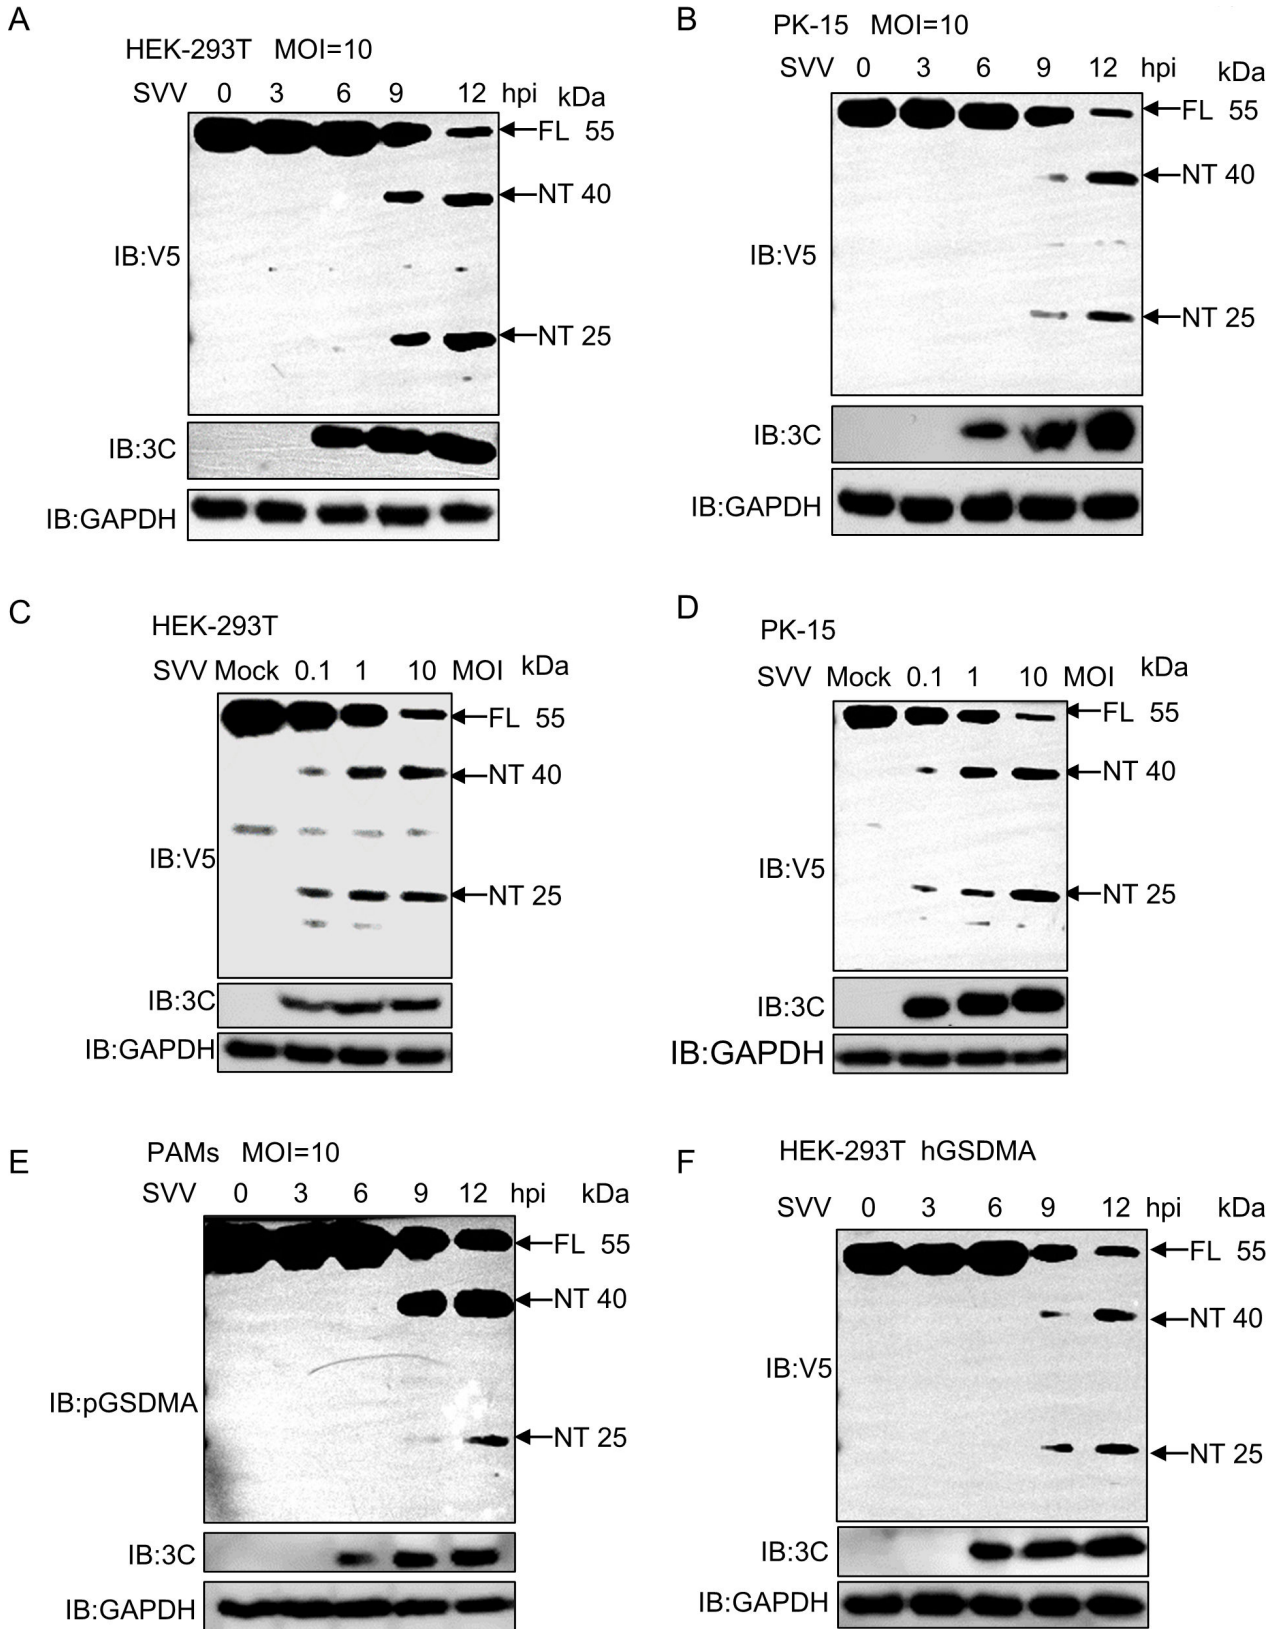 A
HEK-293T MOI=10
SVV 0 3 6 9 12 hpi kDa
FL 55
NT 40
IB:V5
NT 25
IB:3C
IB:GAPDH
B
PK-15 MOI=10
SVV 0 3 6 9 12 hpi kDa
FL 55
NT 40
IB:V5
NT 25
IB:3C
IB:GAPDH
C
HEK-293T
SVV Mock 0.1 1 10 MOI kDa
FL 55
NT 40
IB:V5
NT 25
IB:3C
IB:GAPDH
D
PK-15
SVV Mock 0.1 1 10 MOI kDa
FL 55
NT 40
IB:V5
NT 25
IB:3C
IB:GAPDH
E
PAMs MOI=10
SVV 0 3 6 9 12 hpi kDa
FL 55
NT 40
IB:pGSDMA
NT 25
IB:3C
IB:GAPDH
F
HEK-293T hGSDMA
SVV 0 3 6 9 12 hpi kDa
FL 55
NT 40
IB:V5
NT 25
IB:3C
IB:GAPDH